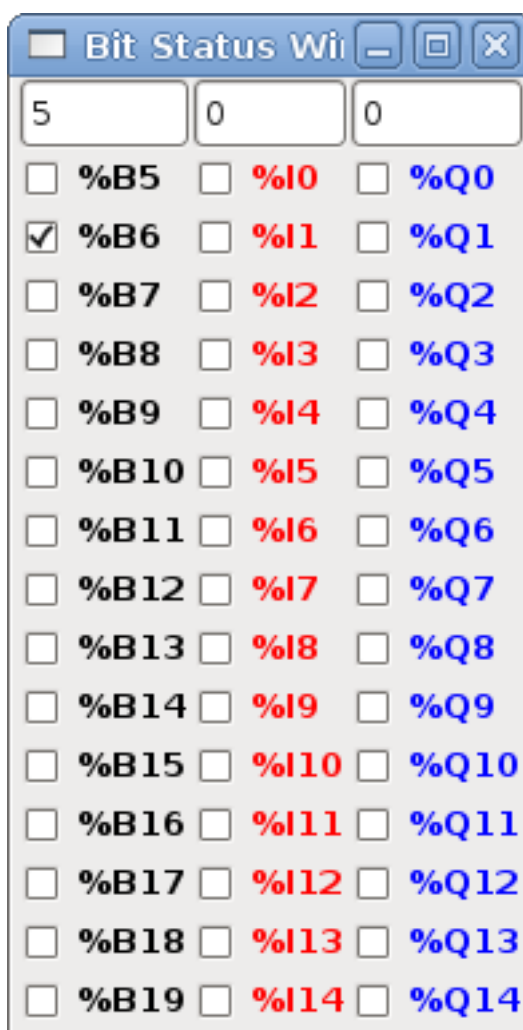 Bit Status Wi
5 0 0
%B5 %I0 %Q0
%B6 %I1 %Q1
%B7 %I2 %Q2
%B8 %I3 %Q3
%B9 %I4 %Q4
%B10 %I5 %Q5
%B11 %I6 %Q6
%B12 %I7 %Q7
%B13 %I8 %Q8
%B14 %I9 %Q9
%B15 %I10 %Q10
%B16 %I11 %Q11
%B17 %I12 %Q12
%B18 %I13 %Q13
%B19 %I14 %Q14